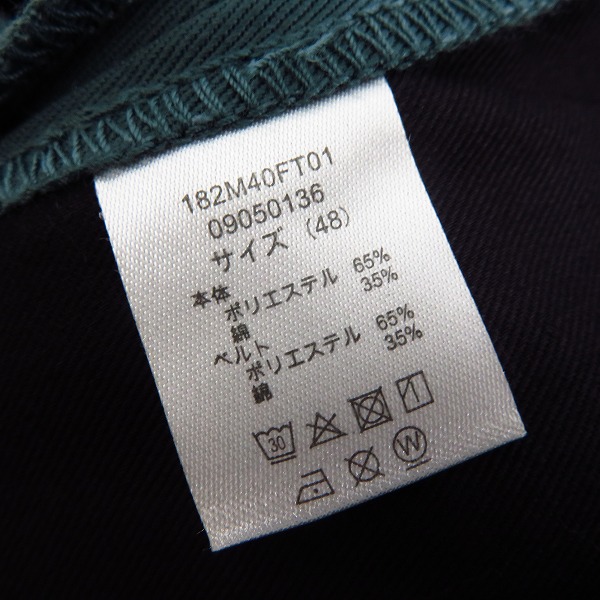 182M40FT01
09050136
サイズ (48)
本体
ポリエステル 65%
綿 35%
ベルト
ポリエステル 65%
綿 35%
30
W